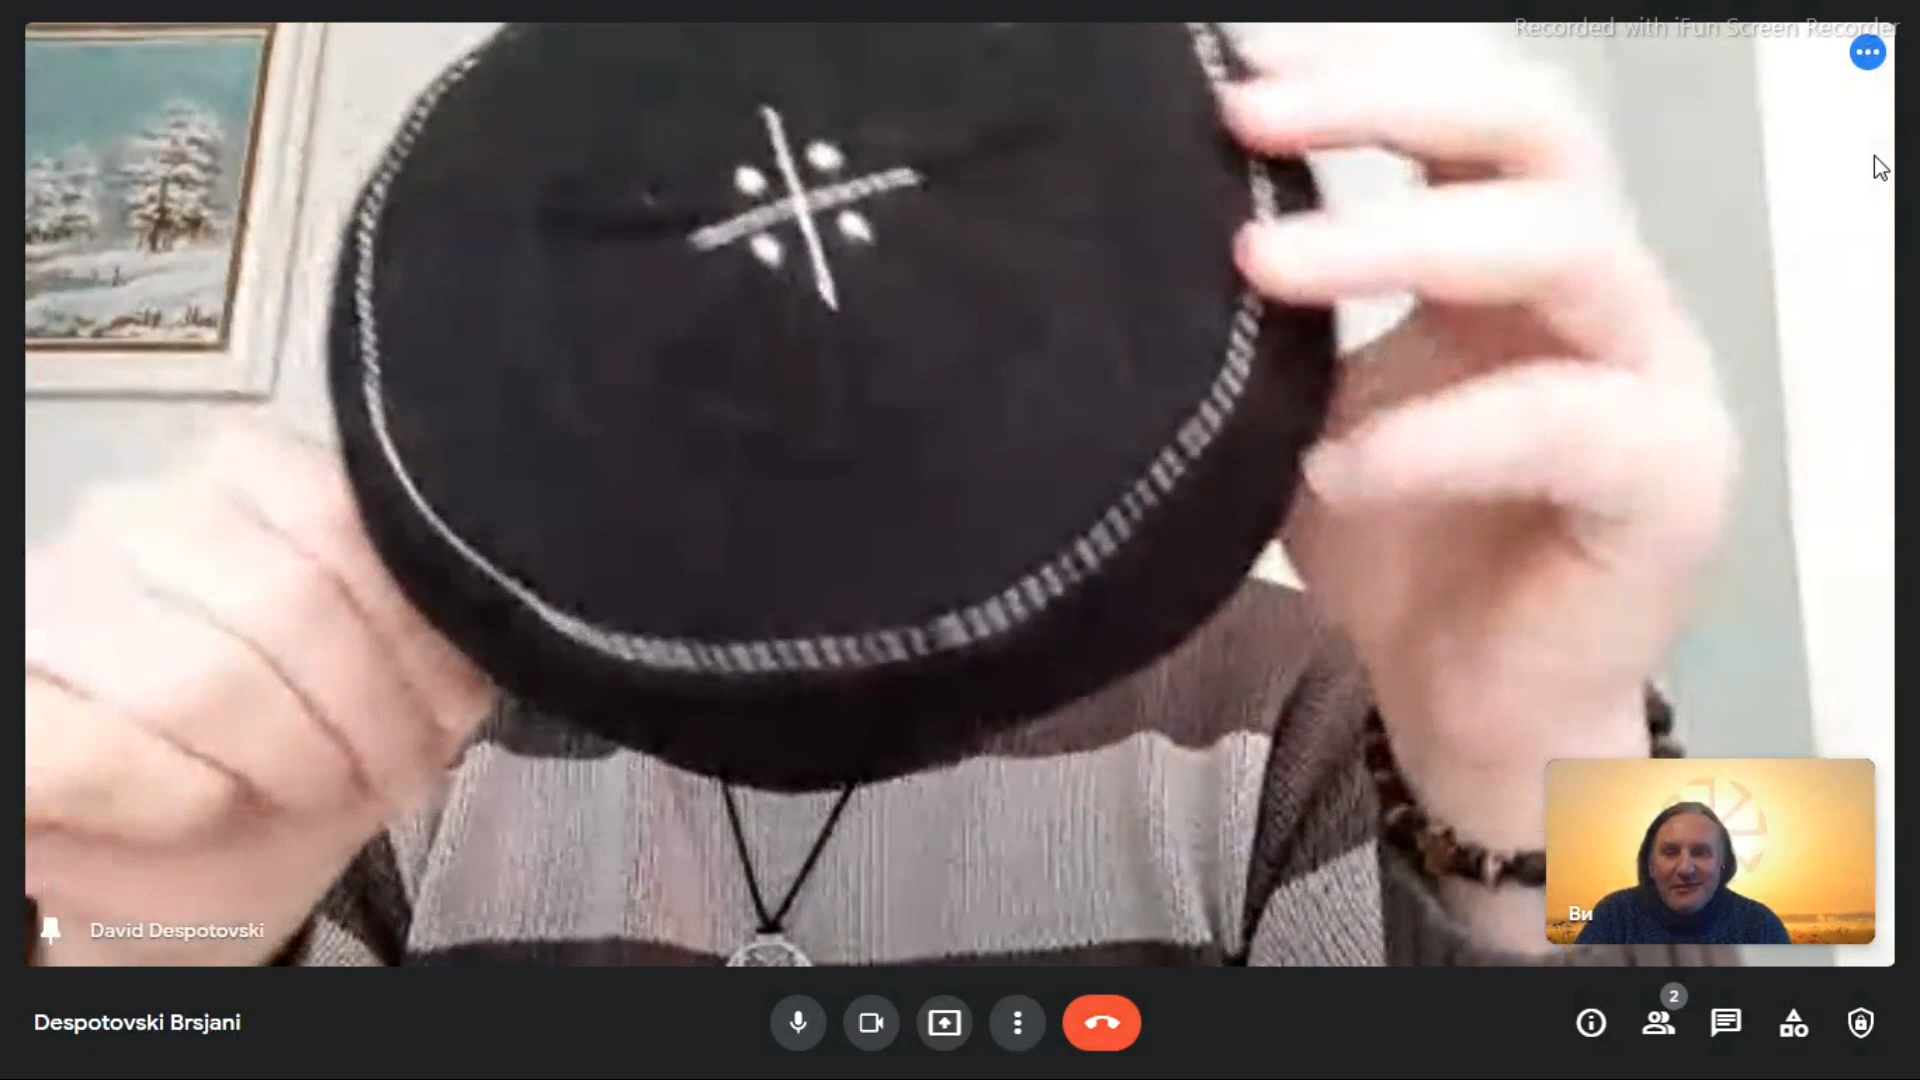 Recorded with iFun Screen Recorder
David Despotovski
Ви
Despotovski Brsjani
2